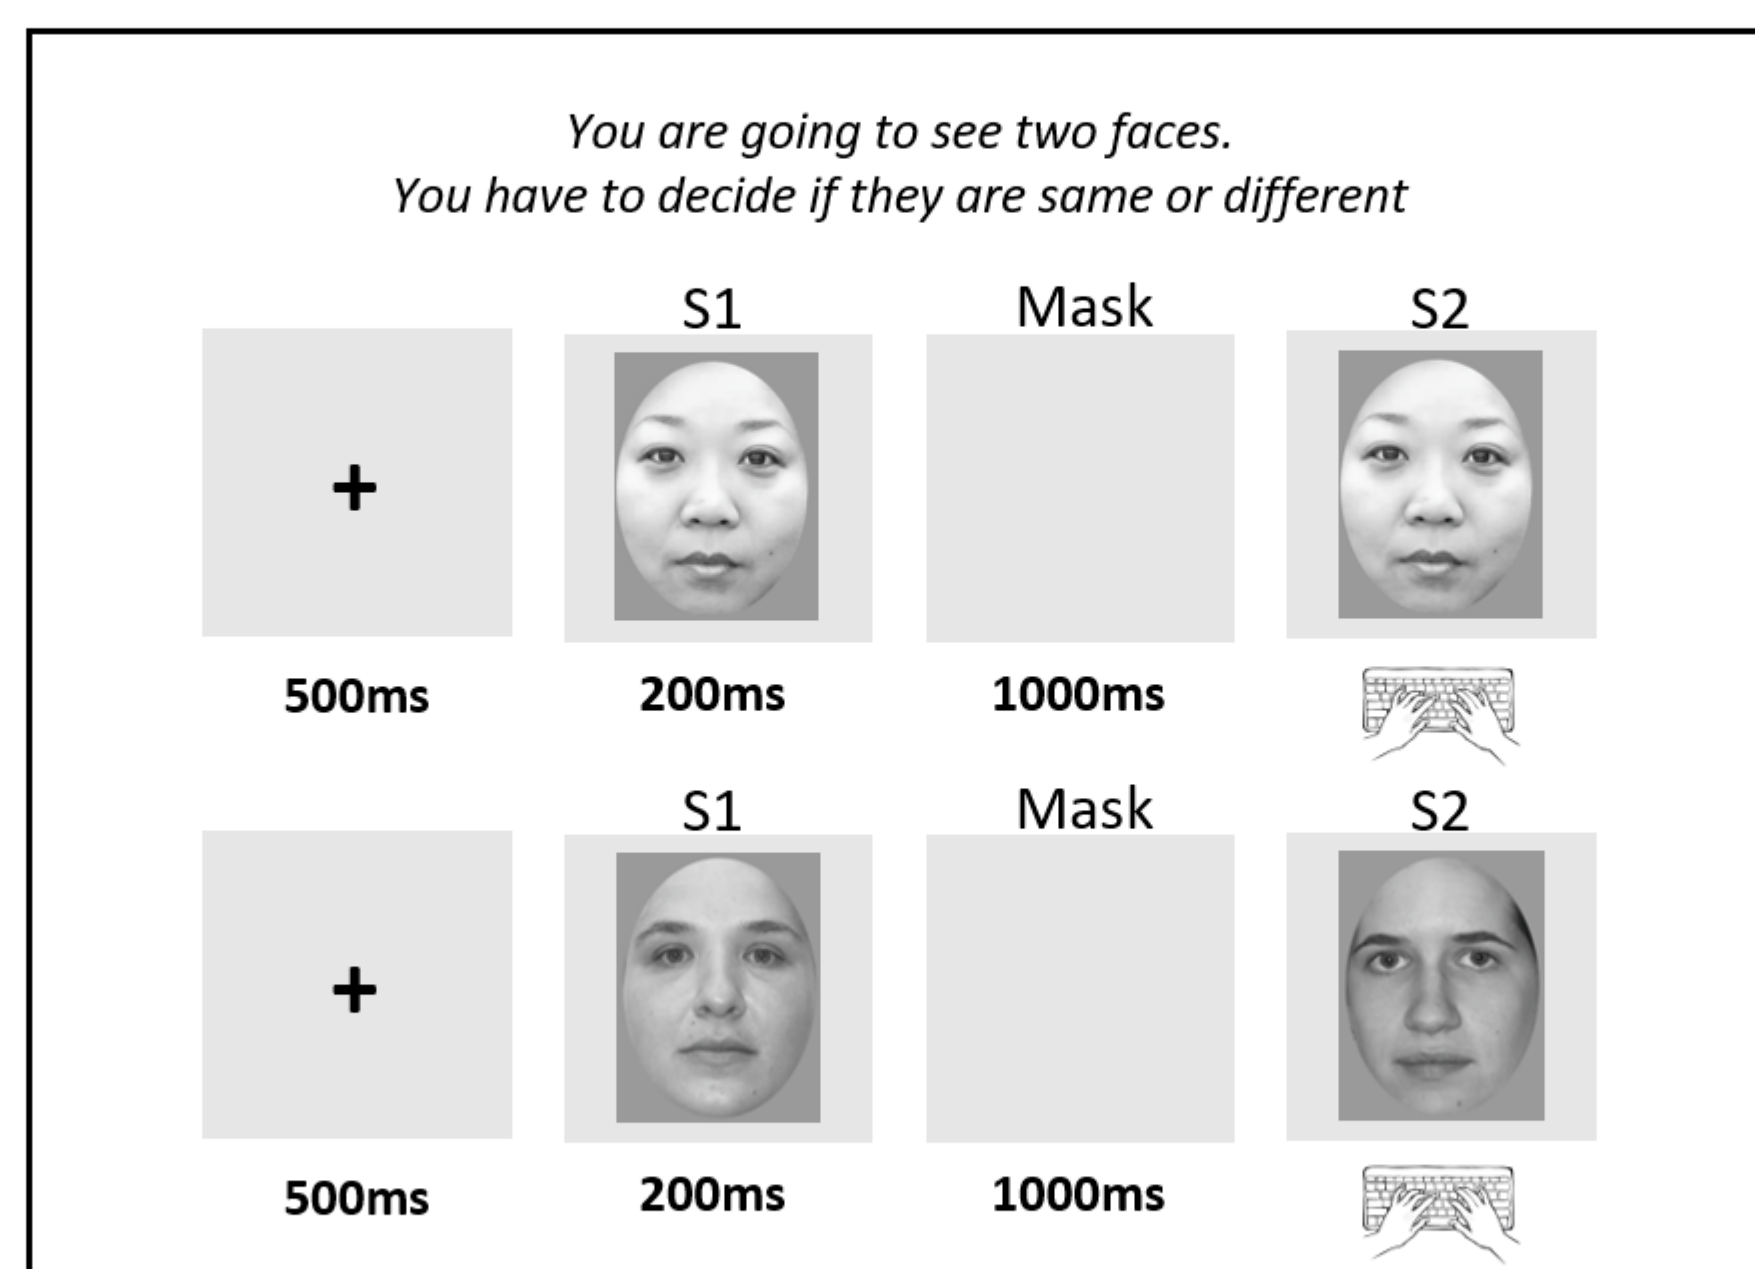 You are going to see two faces.
You have to decide if they are same or different
S1 Mask S2
+
500ms 200ms 1000ms
S1 Mask S2
+
500ms 200ms 1000ms